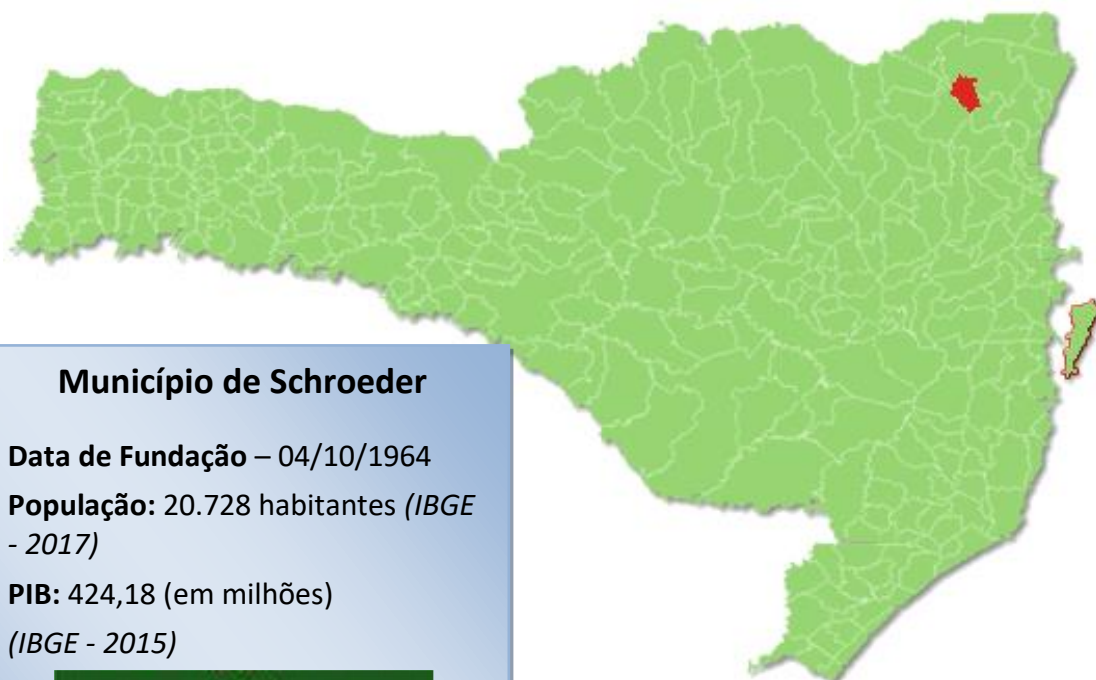 Município de Schroeder
Data de Fundação – 04/10/1964
População: 20.728 habitantes (IBGE
- 2017)
PIB: 424,18 (em milhões)
(IBGE - 2015)